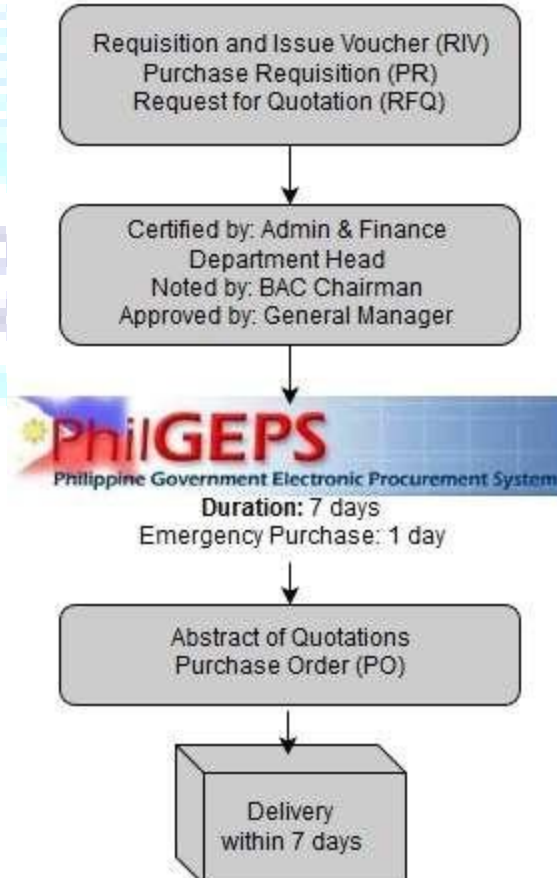 Requisition and Issue Voucher (RIV)
Purchase Requisition (PR)
Request for Quotation (RFQ)
Certified by: Admin & Finance
Department Head
Noted by: BAC Chairman
Approved by: General Manager
PhilGEPS
Philippine Government Electronic Procurement System
Duration: 7 days
Emergency Purchase: 1 day
Abstract of Quotations
Purchase Order (PO)
Delivery
within 7 days